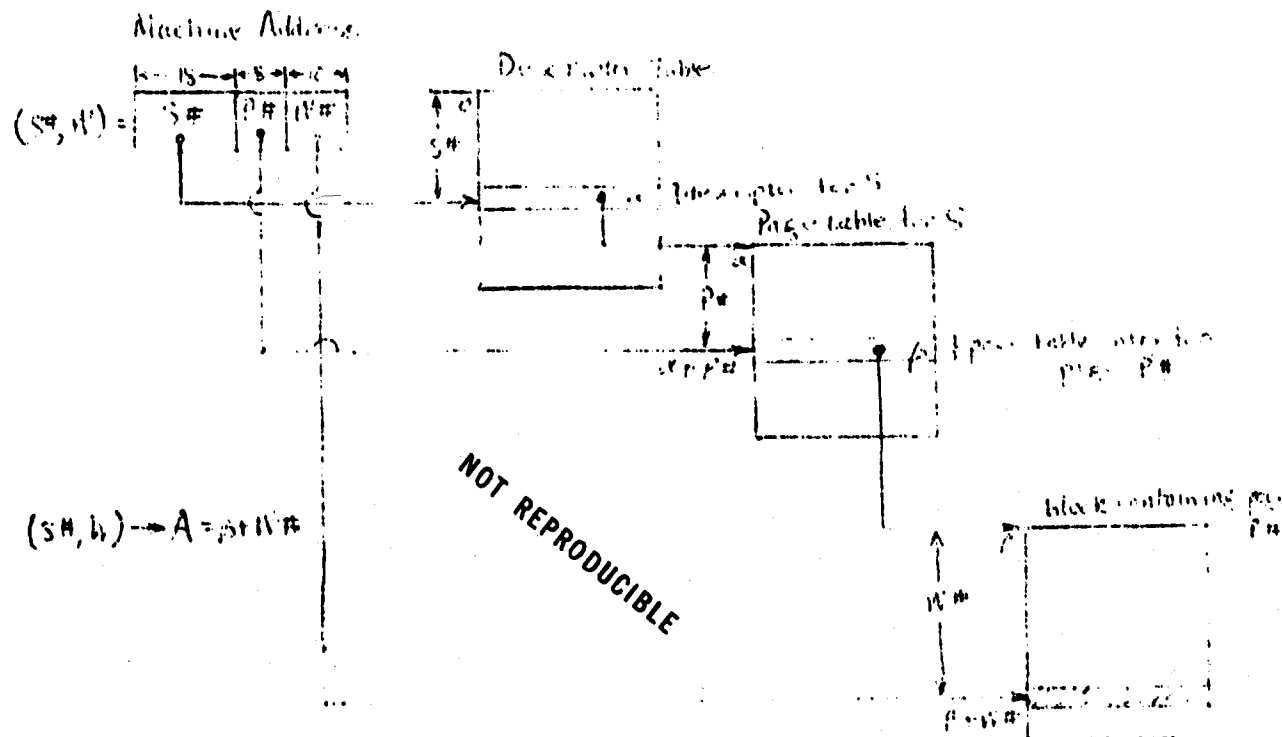 Machine Address
Descriptor Table
18 8 10
(S#, W) = S# P# W#
0
S#
α Descriptor for S
Page table for S
α
P#
α + P#
β } page table entry for
page P#
NOT REPRODUCIBLE
(S#, W) → A = β + W#
block containing
P#
W#
β + W#